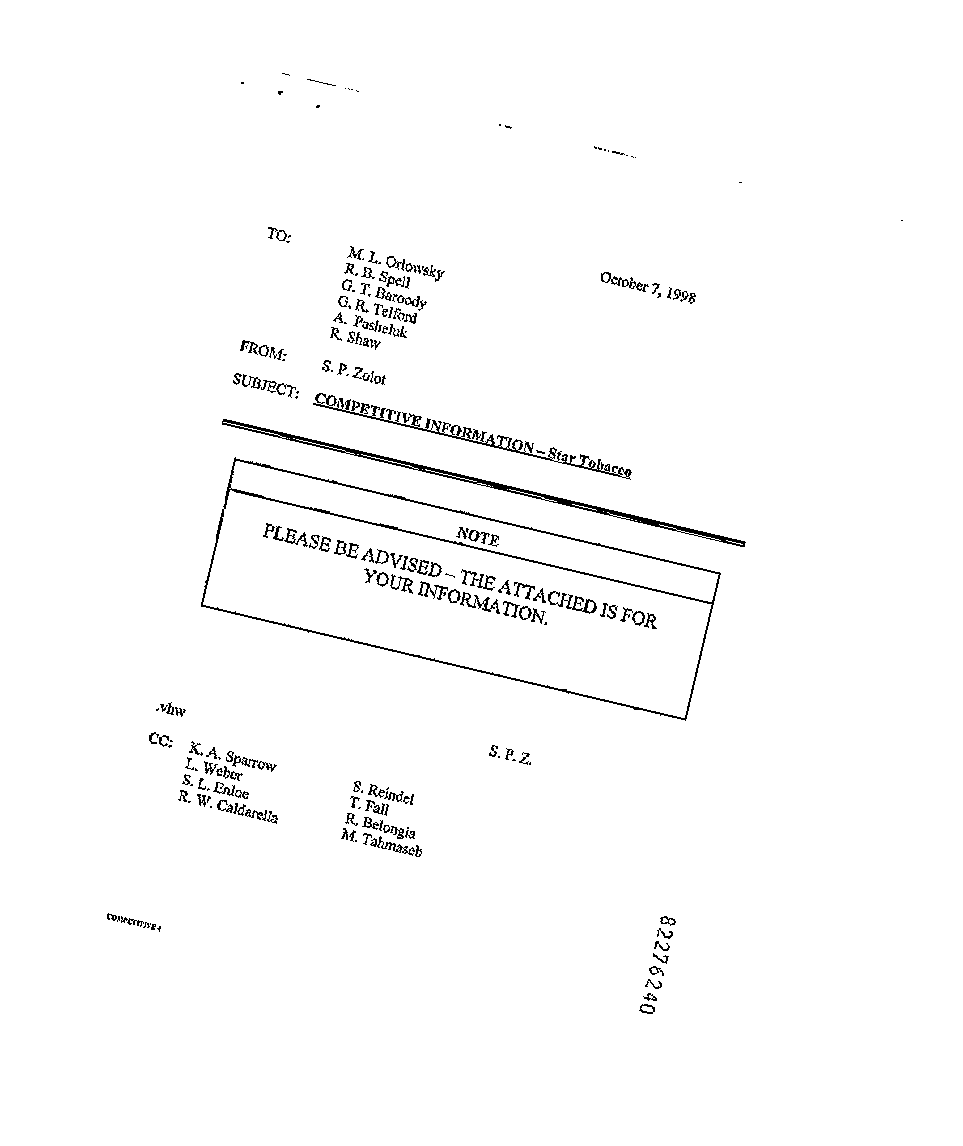 October 7, 1998
TO:
M. L. Orlowsky
R. B. Spell
G. T. Baroody
G. R. Telford
A. Pasheluk
R. Shaw
FROM: S. P. Zolot
SUBJECT: COMPETITIVE INFORMATION – Star Tobacco
NOTE
PLEASE BE ADVISED – THE ATTACHED IS FOR
YOUR INFORMATION.
S. P. Z.
.vhw
CC: K. A. Sparrow
L. Weber
S. L. Enloe
R. W. Caldarella
S. Reindel
T. Fall
R. Belongia
M. Tahmaseb
82276240